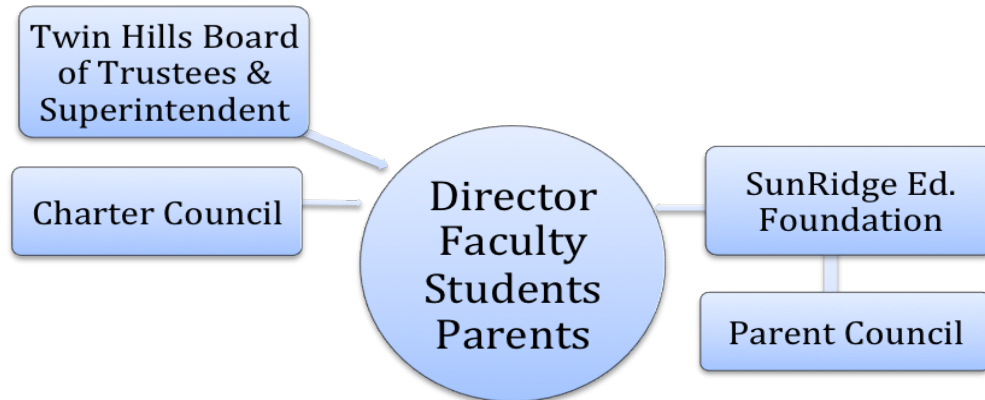 Twin Hills Board
of Trustees &
Superintendent
Charter Council
Director
Faculty
Students
Parents
SunRidge Ed.
Foundation
Parent Council